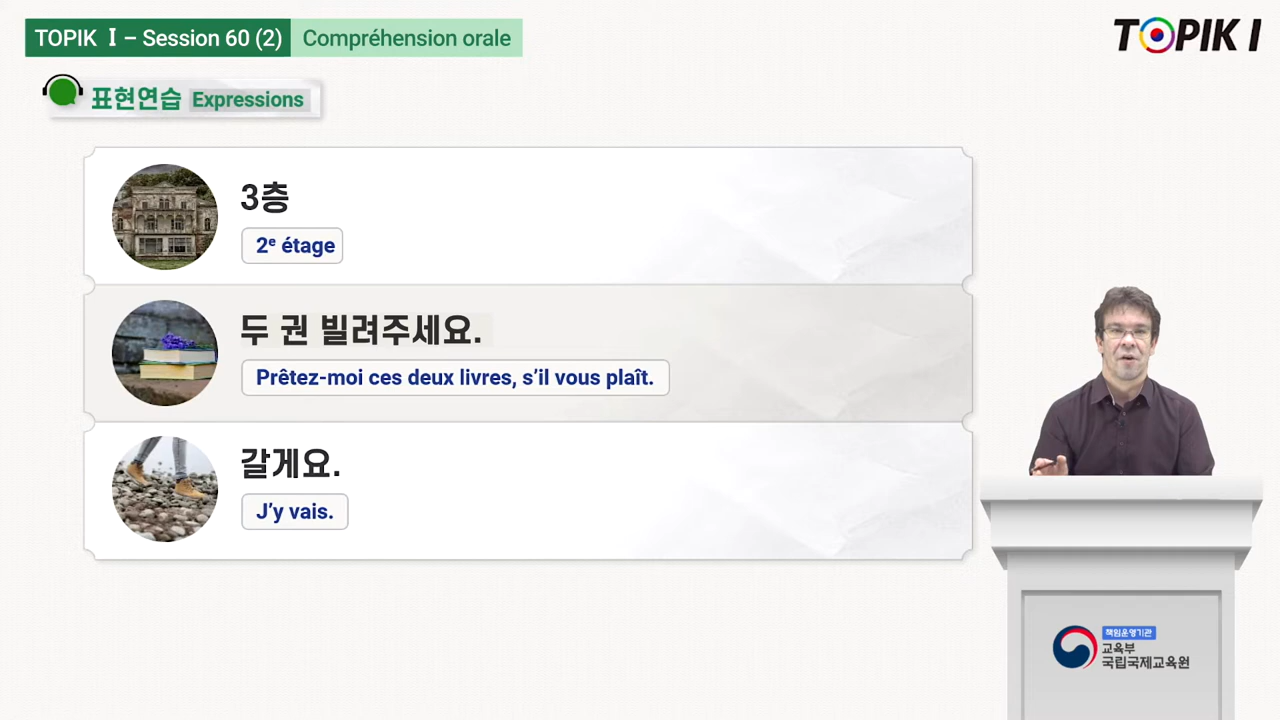 TOPIK I – Session 60 (2) Compréhension orale
TOPIK I
표현연습 Expressions
3층
2ᵉ étage
두 권 빌려주세요.
Prêtez-moi ces deux livres, s’il vous plaît.
갈게요.
J’y vais.
책임운영기관
교육부
국립국제교육원